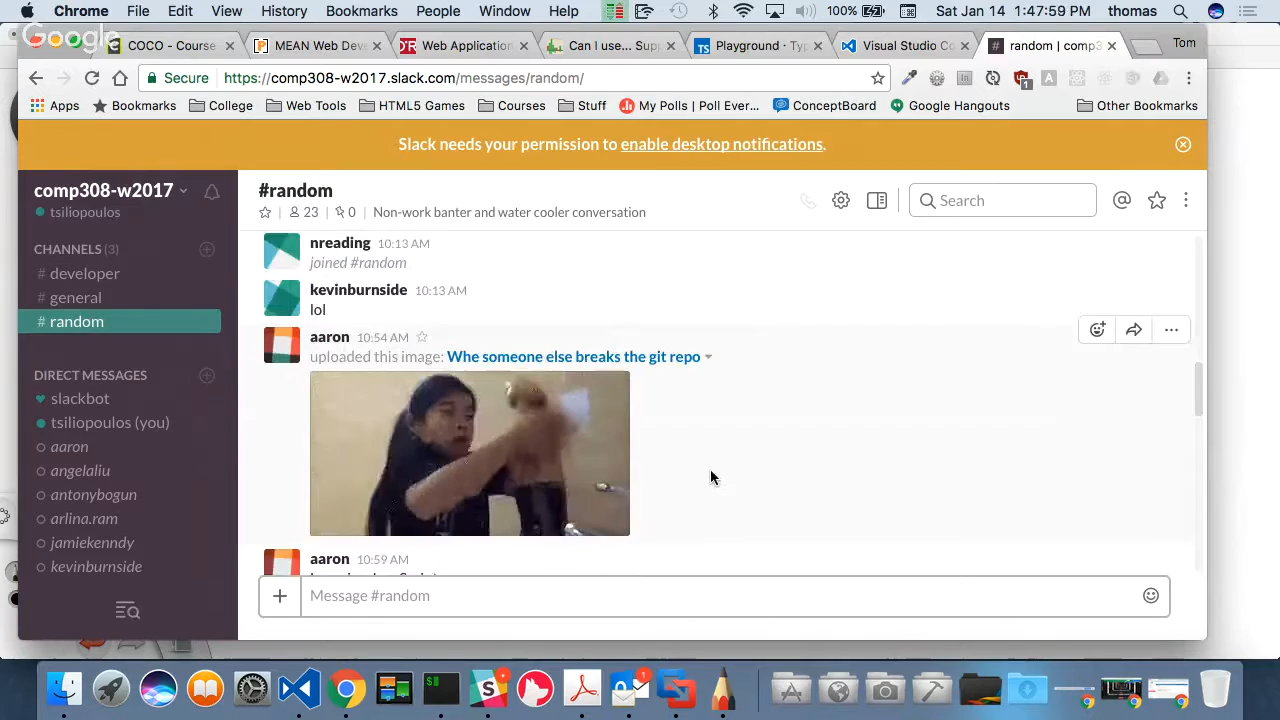 Chrome File Edit View History Bookmarks People Window Help 100% Sat Jan 14 1:47:59 PM thomas
Google
COCO - Course × MEAN Web Dev × Web Application × Can I use... Supp × Playground · Typ × Visual Studio Co × random | comp3 × Tom
Secure https://comp308-w2017.slack.com/messages/random/
Apps Bookmarks College Web Tools HTML5 Games Courses Stuff My Polls | Poll Ever... ConceptBoard Google Hangouts Other Bookmarks
Slack needs your permission to enable desktop notifications.
comp308-w2017
tsiliopoulos
CHANNELS (3)
# developer
# general
# random
DIRECT MESSAGES
slackbot
tsiliopoulos (you)
aaron
angelaliu
antonybogun
arlina.ram
jamiekenndy
kevinburnside
#random
23 | 0 | Non-work banter and water cooler conversation
Search
nreading 10:13 AM
joined #random
kevinburnside 10:13 AM
lol
aaron 10:54 AM
uploaded this image: Whe someone else breaks the git repo
aaron 10:59 AM
Message #random